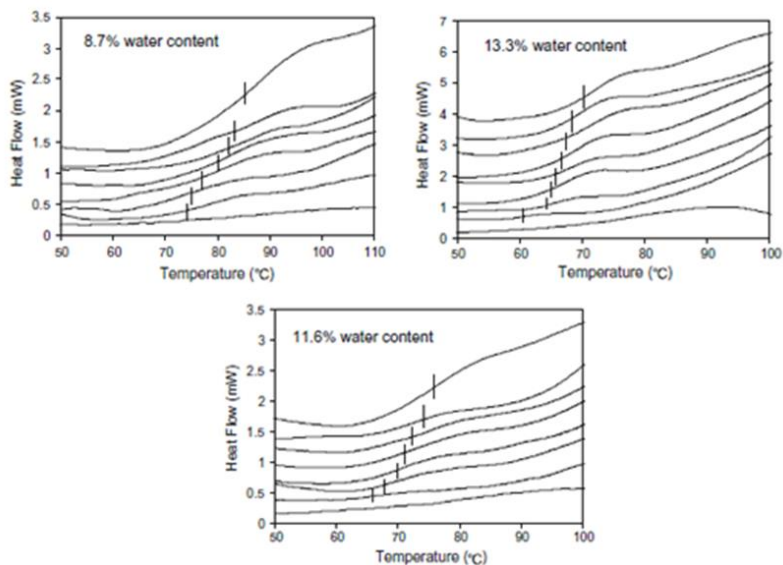 3.5
3
2.5
2
1.5
1
0.5
0
8.7% water content
Heat Flow (mW)
50 60 70 80 90 100 110
Temperature (°C)
7
6
5
4
3
2
1
0
13.3% water content
Heat Flow (mW)
50 60 70 80 90 100
Temperature (°C)
3.5
3
2.5
2
1.5
1
0.5
0
11.6% water content
Heat Flow (mW)
50 60 70 80 90 100
Temperature (°C)